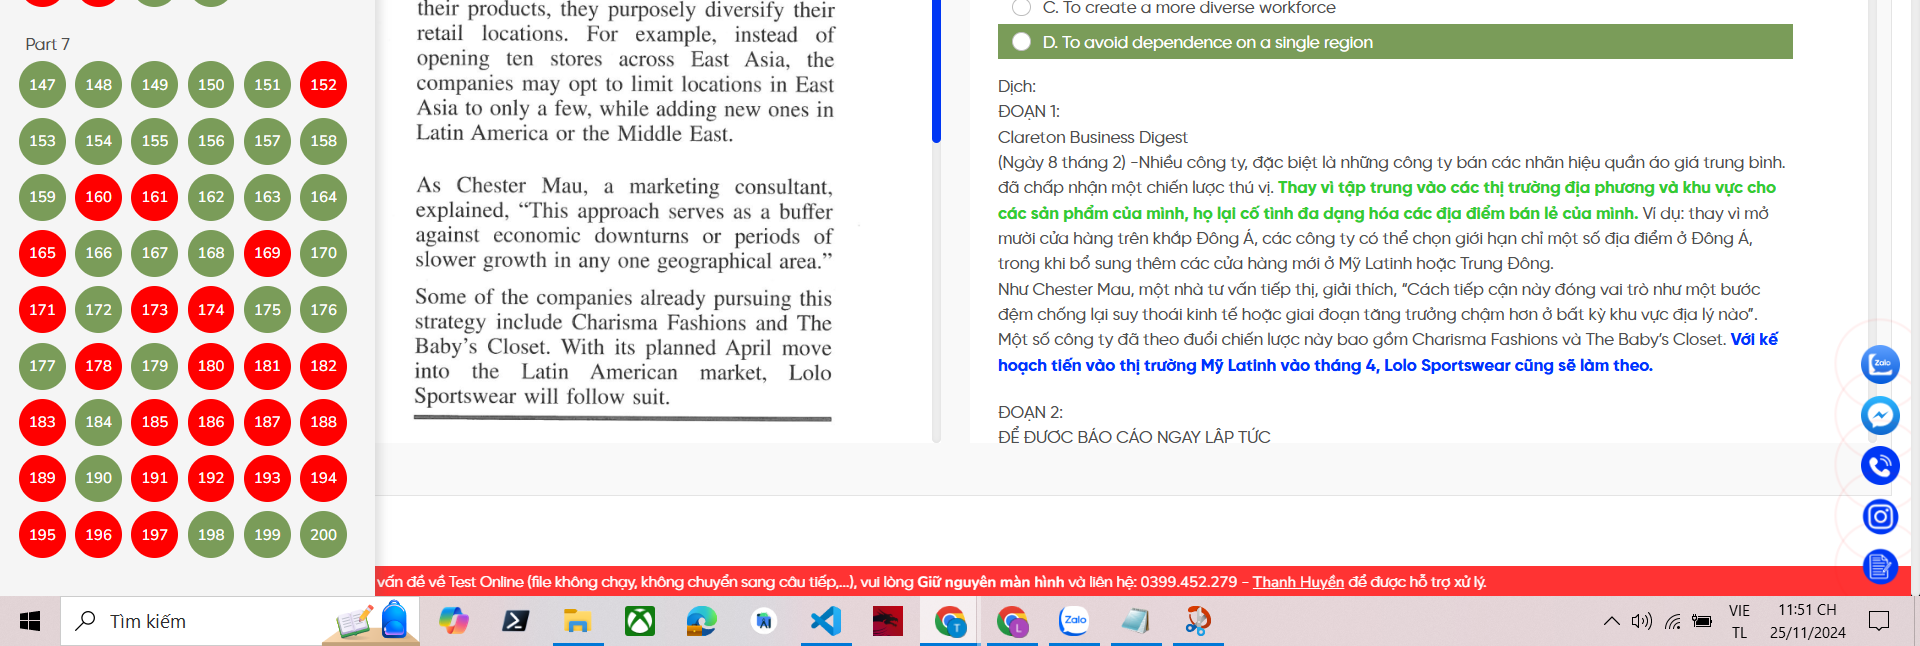 Part 7
147 148 149 150 151 152
153 154 155 156 157 158
159 160 161 162 163 164
165 166 167 168 169 170
171 172 173 174 175 176
177 178 179 180 181 182
183 184 185 186 187 188
189 190 191 192 193 194
195 196 197 198 199 200
their products, they purposely diversify their
retail locations. For example, instead of
opening ten stores across East Asia, the
companies may opt to limit locations in East
Asia to only a few, while adding new ones in
Latin America or the Middle East.
As Chester Mau, a marketing consultant,
explained, “This approach serves as a buffer
against economic downturns or periods of
slower growth in any one geographical area.”
Some of the companies already pursuing this
strategy include Charisma Fashions and The
Baby’s Closet. With its planned April move
into the Latin American market, Lolo
Sportswear will follow suit.
C. To create a more diverse workforce
D. To avoid dependence on a single region
Dịch:
ĐOẠN 1:
Clareton Business Digest
(Ngày 8 tháng 2) -Nhiều công ty, đặc biệt là những công ty bán các nhãn hiệu quần áo giá trung bình.
đã chấp nhận một chiến lược thú vị. Thay vì tập trung vào các thị trường địa phương và khu vực cho
các sản phẩm của mình, họ lại cố tình đa dạng hóa các địa điểm bán lẻ của mình. Ví dụ: thay vì mở
mười cửa hàng trên khắp Đông Á, các công ty có thể chọn giới hạn chỉ một số địa điểm ở Đông Á,
trong khi bổ sung thêm các cửa hàng mới ở Mỹ Latinh hoặc Trung Đông.
Như Chester Mau, một nhà tư vấn tiếp thị, giải thích, “Cách tiếp cận này đóng vai trò như một bước
đệm chống lại suy thoái kinh tế hoặc giai đoạn tăng trưởng chậm hơn ở bất kỳ khu vực địa lý nào”.
Một số công ty đã theo đuổi chiến lược này bao gồm Charisma Fashions và The Baby’s Closet. Với kế
hoạch tiến vào thị trường Mỹ Latinh vào tháng 4, Lolo Sportswear cũng sẽ làm theo.
ĐOẠN 2:
ĐỂ ĐƯỢC BÁO CÁO NGAY LẬP TỨC
Zalo
vấn đề về Test Online (file không chạy, không chuyển sang câu tiếp,...), vui lòng Giữ nguyên màn hình và liên hệ: 0399.452.279 - Thanh Huyền để được hỗ trợ xử lý.
Tìm kiếm
T
L
Zalo
VIE
TL
11:51 CH
25/11/2024